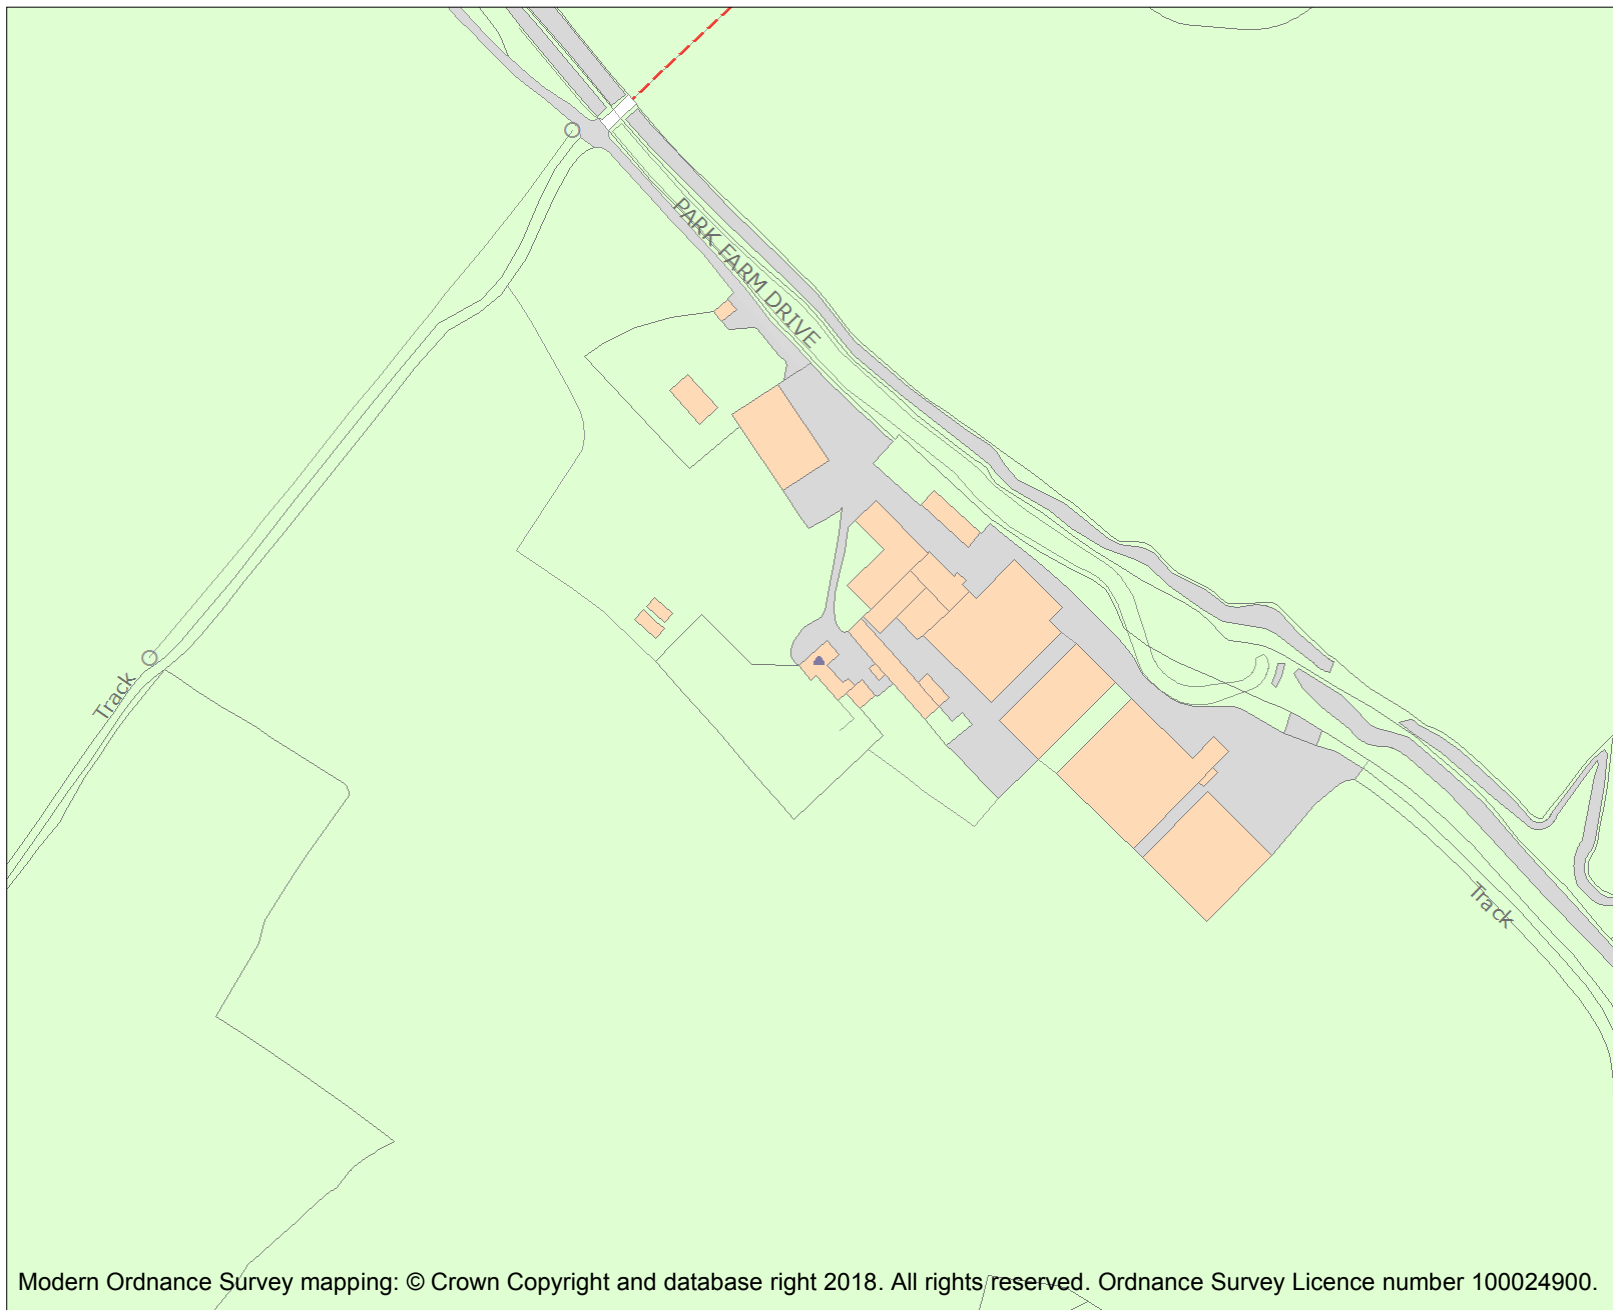 PARK FARM DRIVE
Track
Track
Modern Ordnance Survey mapping: © Crown Copyright and database right 2018. All rights reserved. Ordnance Survey Licence number 100024900.